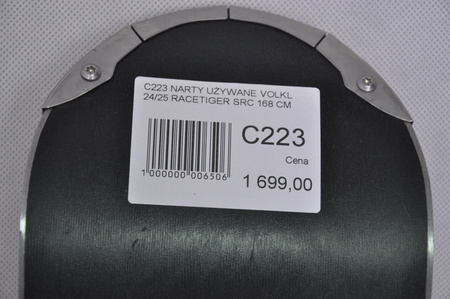 C223 NARTY UŻYWANE VOLKL
24/25 RACETIGER SRC 168 CM
C223
Cena
1 000000 006506
1 699,00